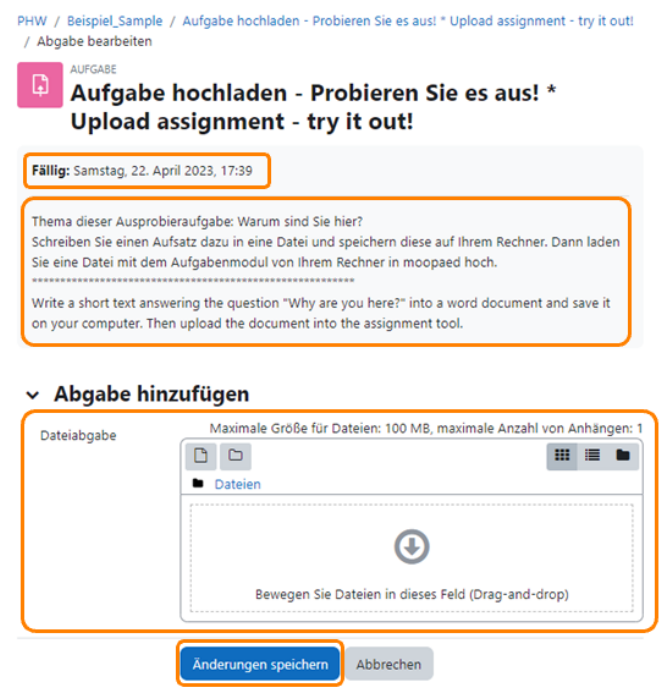 PHW / Beispiel_Sample / Aufgabe hochladen - Probieren Sie es aus! * Upload assignment - try it out!
/ Abgabe bearbeiten
AUFGABE
Aufgabe hochladen - Probieren Sie es aus! *
Upload assignment - try it out!
Fällig: Samstag, 22. April 2023, 17:39
Thema dieser Ausprobieraufgabe: Warum sind Sie hier?
Schreiben Sie einen Aufsatz dazu in eine Datei und speichern diese auf Ihrem Rechner. Dann laden
Sie eine Datei mit dem Aufgabenmodul von Ihrem Rechner in moopaed hoch.
********************************************************
Write a short text answering the question "Why are you here?" into a word document and save it
on your computer. Then upload the document into the assignment tool.
Abgabe hinzufügen
Dateiabgabe
Maximale Größe für Dateien: 100 MB, maximale Anzahl von Anhängen: 1
Dateien
Bewegen Sie Dateien in dieses Feld (Drag-and-drop)
Änderungen speichern Abbrechen